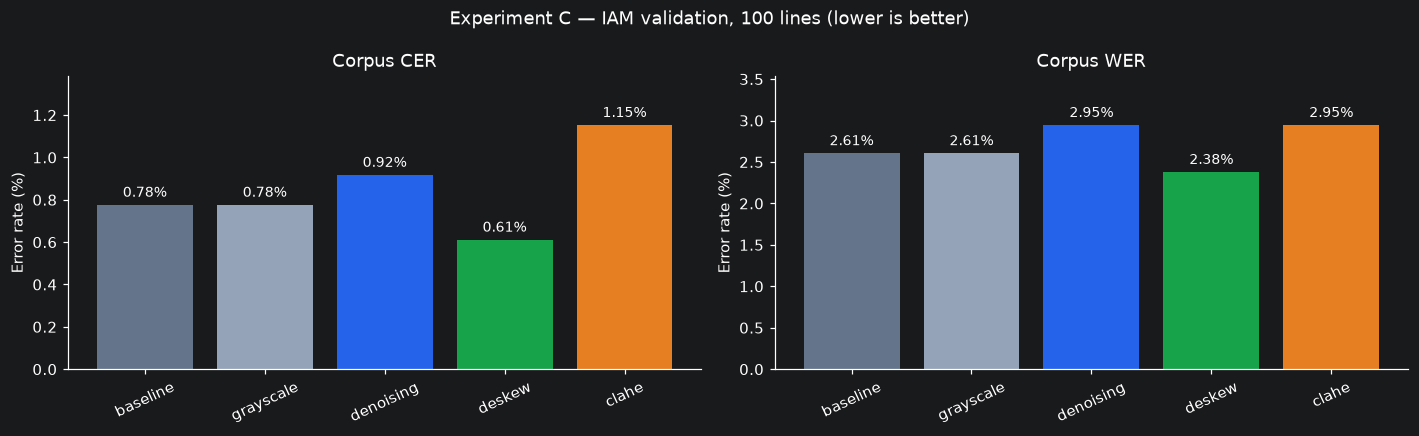 Experiment C — IAM validation, 100 lines (lower is better)
Corpus CER
Error rate (%)
1.2
1.0
0.8
0.6
0.4
0.2
0.0
0.78%
0.78%
0.92%
0.61%
1.15%
baseline
grayscale
denoising
deskew
clahe
Corpus WER
Error rate (%)
3.5
3.0
2.5
2.0
1.5
1.0
0.5
0.0
2.61%
2.61%
2.95%
2.38%
2.95%
baseline
grayscale
denoising
deskew
clahe